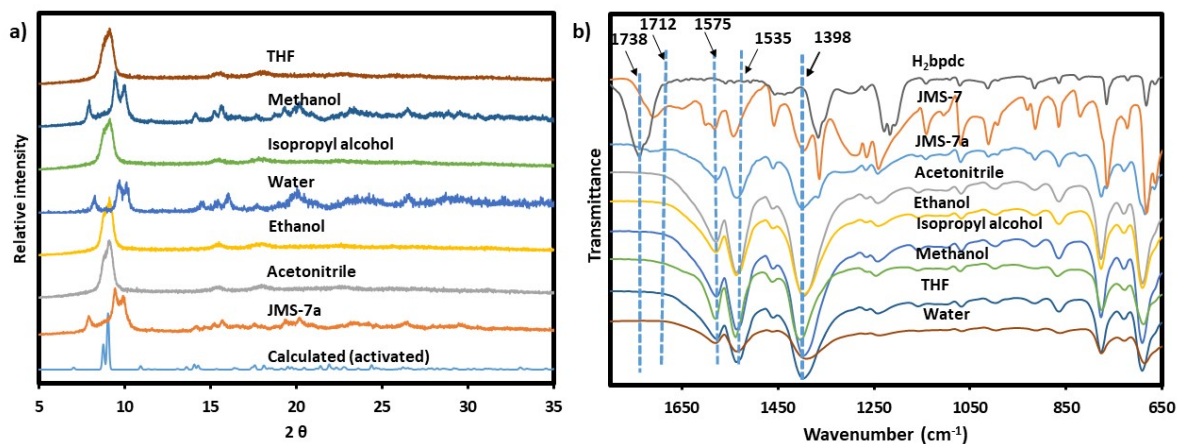 a)
Relative intensity
THF
Methanol
Isopropyl alcohol
Water
Ethanol
Acetonitrile
JMS-7a
Calculated (activated)
5 10 15 20 25 30 35
2 θ
b)
Transmittance
1738 1712 1575 1535 1398
H₂bpdc
JMS-7
JMS-7a
Acetonitrile
Ethanol
Isopropyl alcohol
Methanol
THF
Water
1650 1450 1250 1050 850 650
Wavenumber (cm⁻¹)